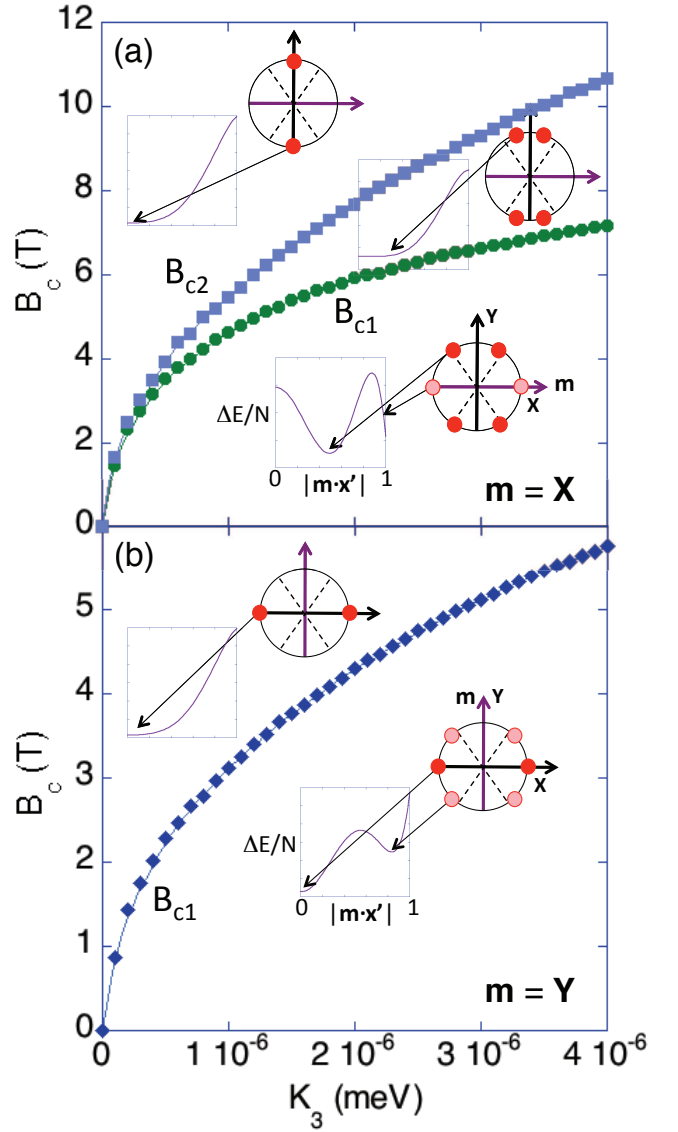 12
(a)
10
8
B_c (T)
6
B_c2
B_c1
4
Y
m
X
ΔE/N
2
0
1
|m·x'|
m = X
0
(b)
5
4
m
Y
B_c (T)
3
X
ΔE/N
2
0
1
|m·x'|
B_c1
1
m = Y
0
0
1 10^-6
2 10^-6
3 10^-6
4 10^-6
K_3 (meV)